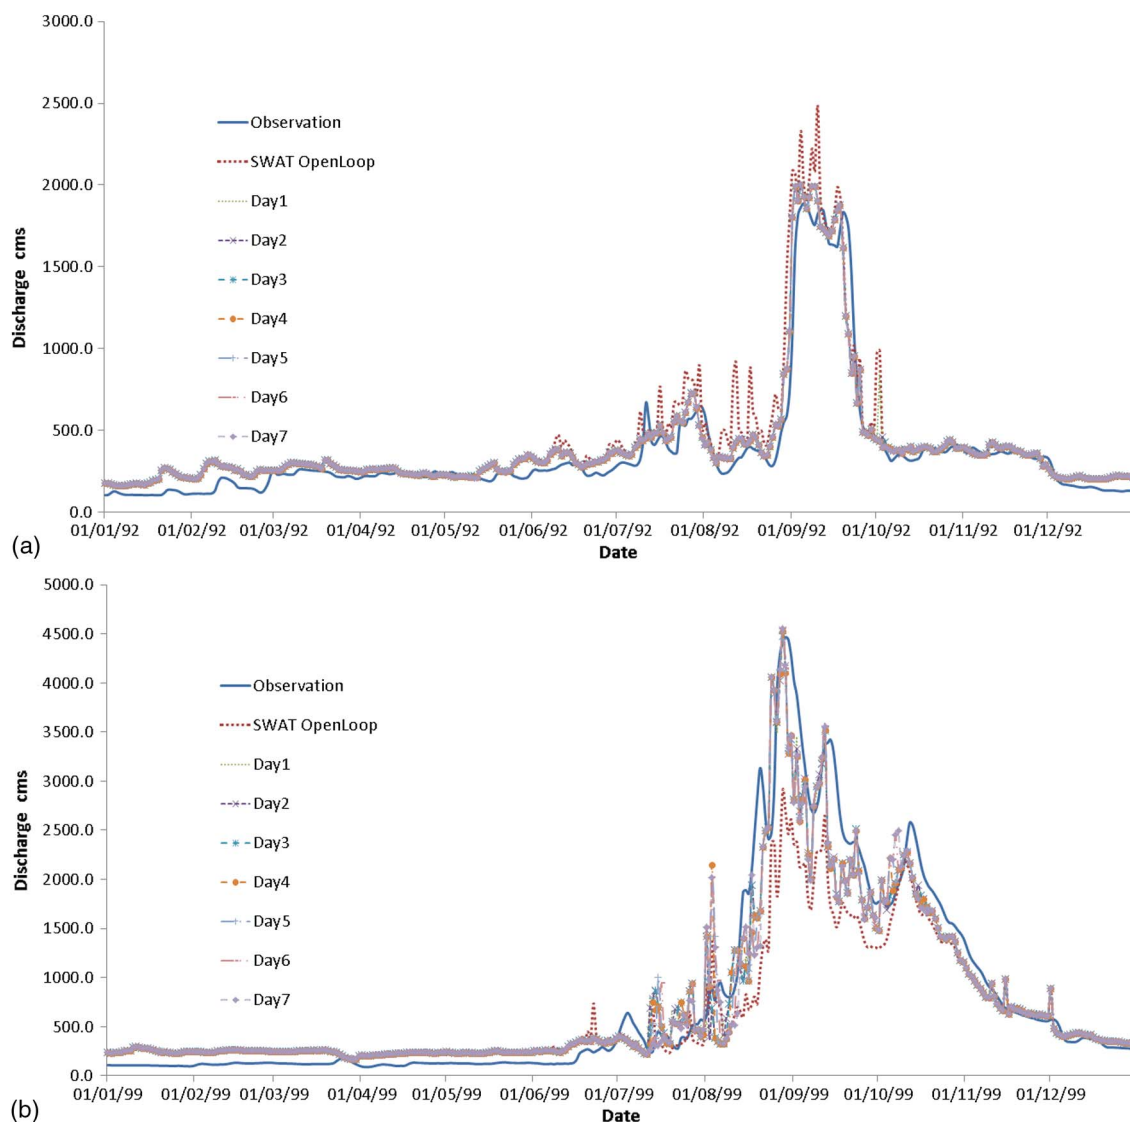 3000.0
2500.0
2000.0
1500.0
1000.0
500.0
0.0
Discharge cms
Observation
SWAT OpenLoop
Day1
Day2
Day3
Day4
Day5
Day6
Day7
01/01/92 01/02/92 01/03/92 01/04/92 01/05/92 01/06/92 01/07/92 01/08/92 01/09/92 01/10/92 01/11/92 01/12/92
Date
(a)
5000.0
4500.0
4000.0
3500.0
3000.0
2500.0
2000.0
1500.0
1000.0
500.0
0.0
Discharge cms
Observation
SWAT OpenLoop
Day1
Day2
Day3
Day4
Day5
Day6
Day7
01/01/99 01/02/99 01/03/99 01/04/99 01/05/99 01/06/99 01/07/99 01/08/99 01/09/99 01/10/99 01/11/99 01/12/99
Date
(b)